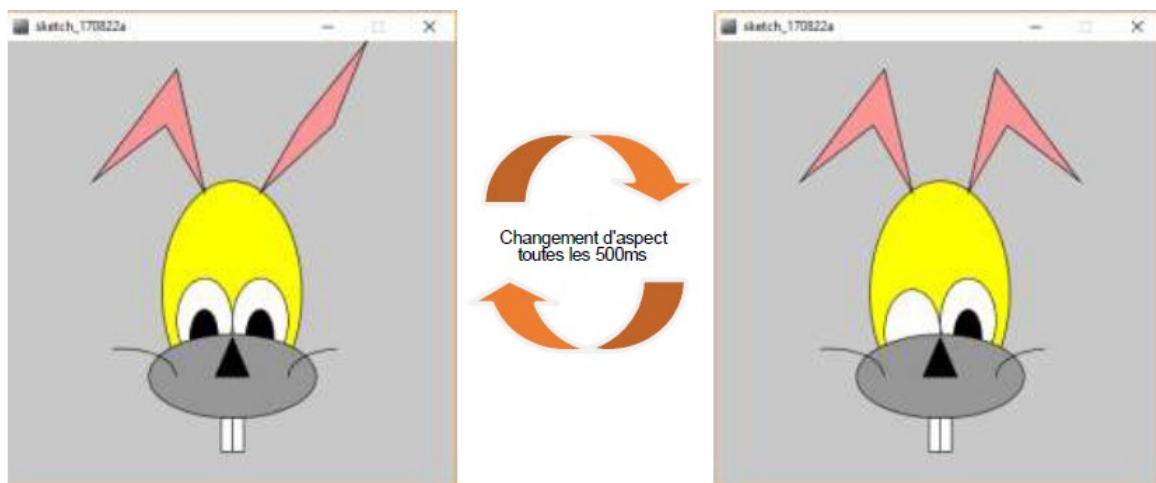 sketch_170822a
sketch_170822a
Changement d'aspect
toutes les 500ms